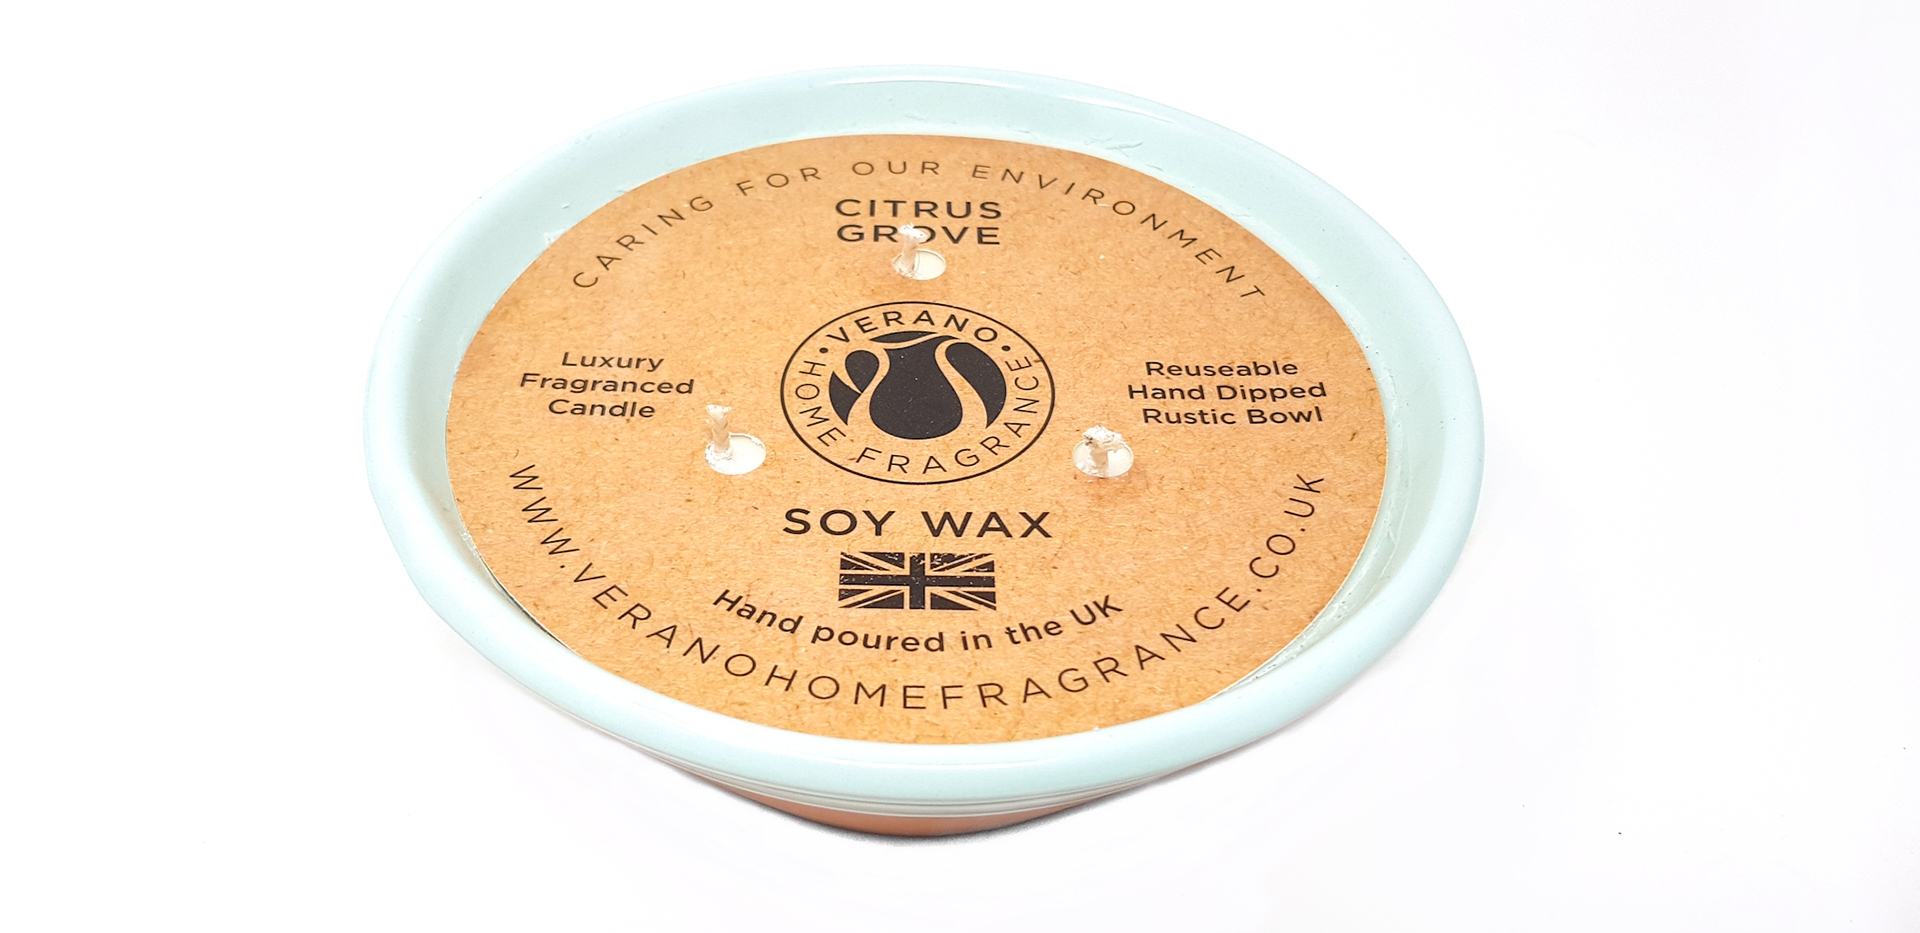 CARING FOR OUR ENVIRONMENT
CITRUS
GROVE
VERANO
HOME FRAGRANCE
Luxury
Fragranced
Candle
Reuseable
Hand Dipped
Rustic Bowl
SOY WAX
Hand poured in the UK
WWW.VERANOHOMEFRAGRANCE.CO.UK